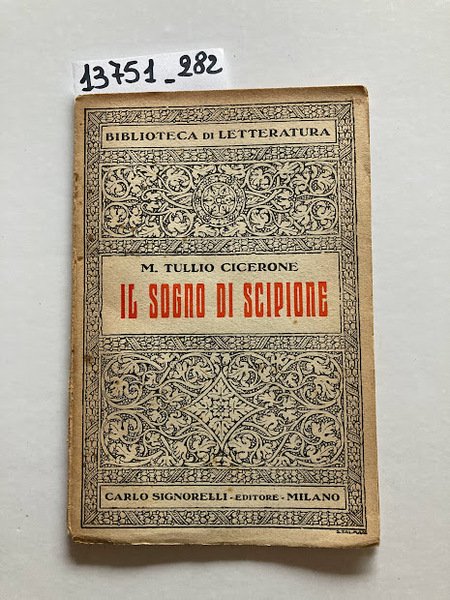 13751_282
BIBLIOTECA DI LETTERATURA
M. TULLIO CICERONE
IL SOGNO DI SCIPIONE
CARLO SIGNORELLI - EDITORE - MILANO